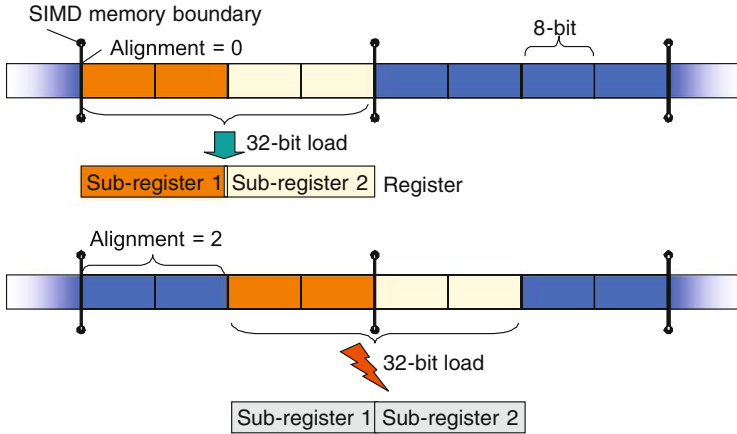 SIMD memory boundary
Alignment = 0
8-bit
32-bit load
Sub-register 1 Sub-register 2 Register
Alignment = 2
32-bit load
Sub-register 1 Sub-register 2